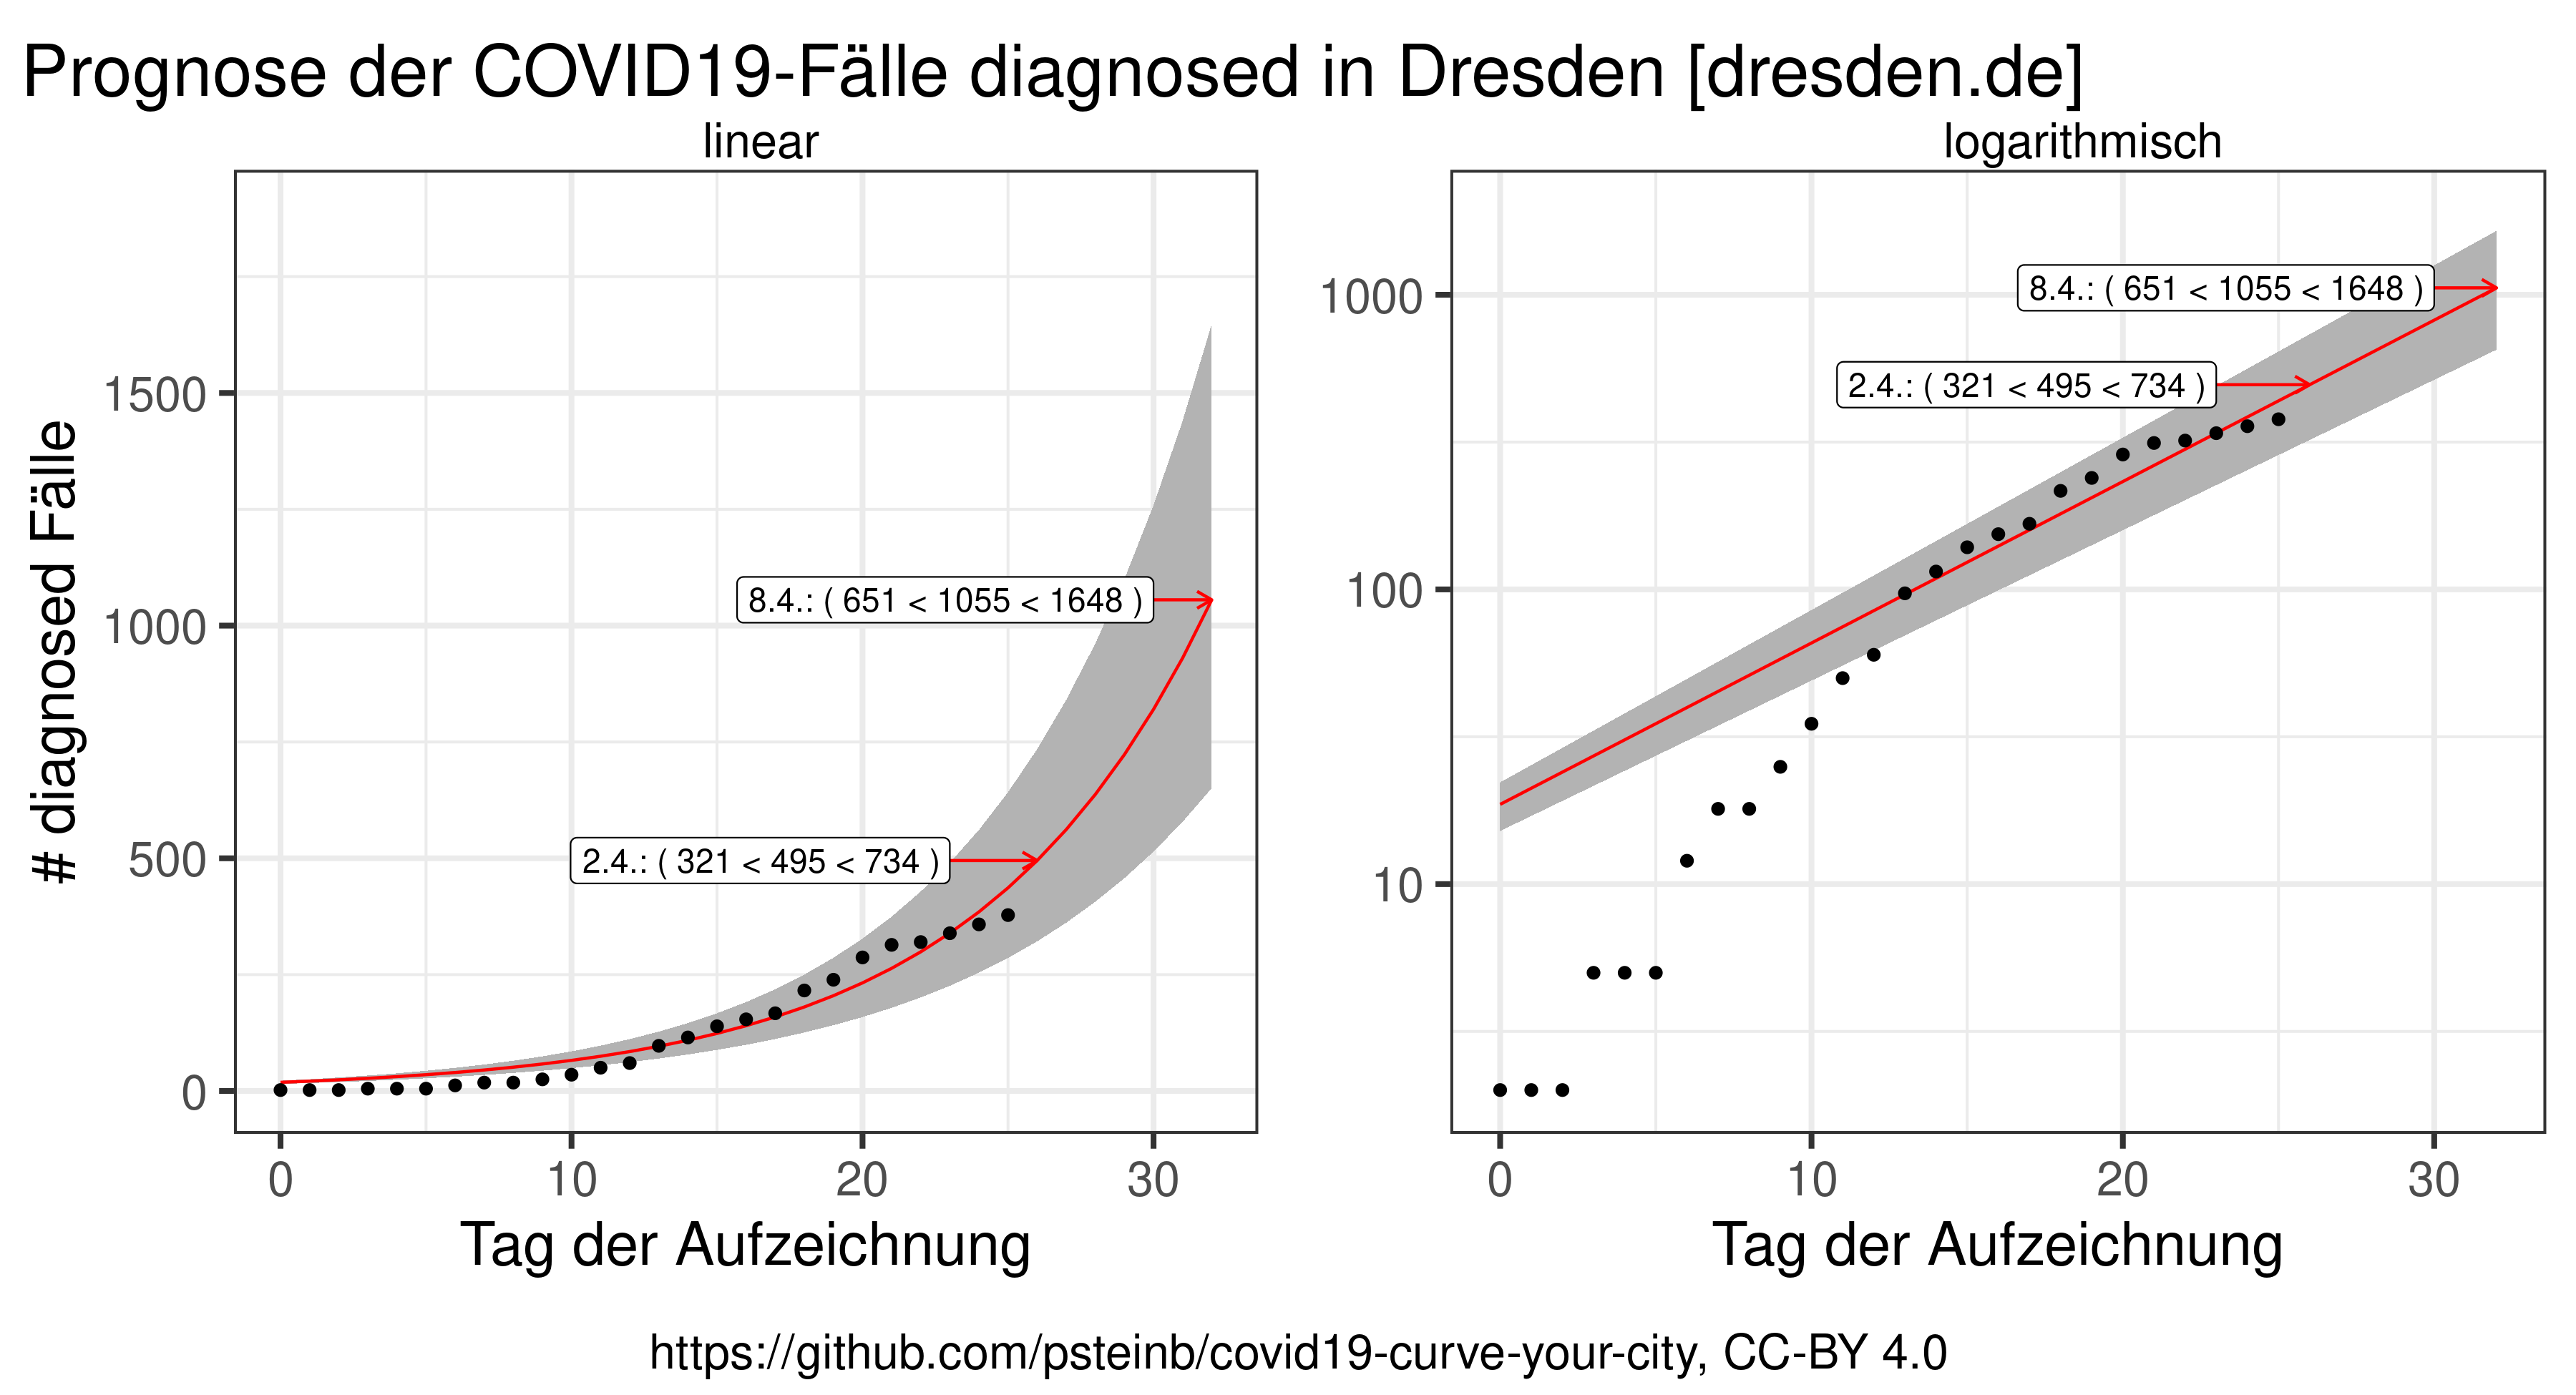 Prognose der COVID19-Fälle diagnosed in Dresden [dresden.de]
linear
# diagnosed Fälle
1500
1000
500
0
8.4.: ( 651 < 1055 < 1648 )
2.4.: ( 321 < 495 < 734 )
0 10 20 30
Tag der Aufzeichnung
logarithmisch
1000
100
10
8.4.: ( 651 < 1055 < 1648 )
2.4.: ( 321 < 495 < 734 )
0 10 20 30
Tag der Aufzeichnung
https://github.com/psteinb/covid19-curve-your-city, CC-BY 4.0